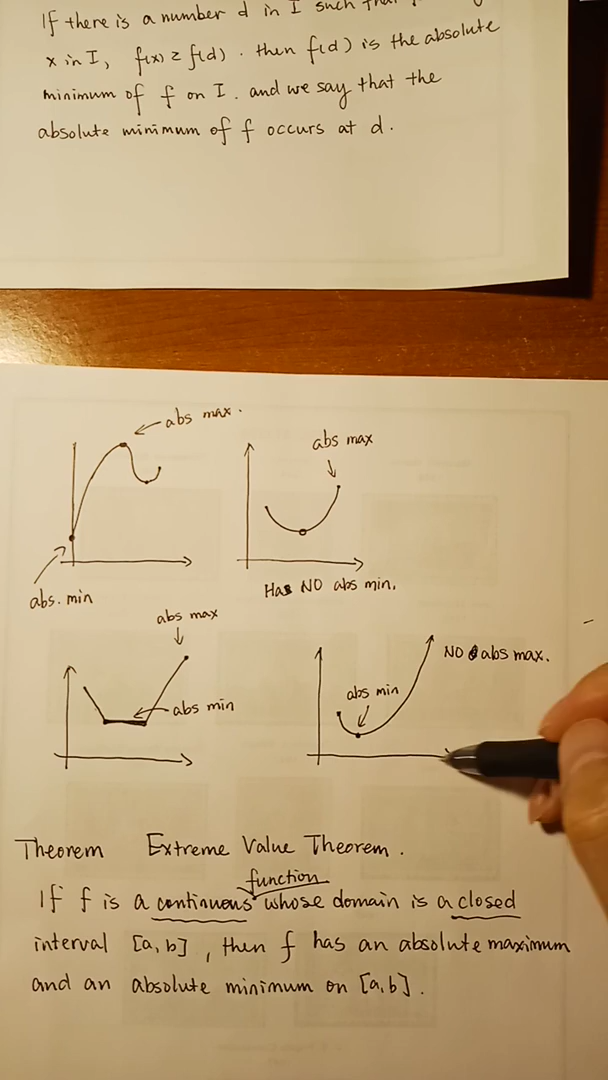 If there is a number d in I such that
x in I, f(x) ≥ f(d). then f(d) is the absolute
minimum of f on I. and we say that the
absolute minimum of f occurs at d.
abs max.
abs. min
abs max
Has NO abs min.
abs max
abs min
NO abs max.
abs min
Theorem Extreme Value Theorem.
function
If f is a continuous whose domain is a closed
interval [a,b], then f has an absolute maximum
and an absolute minimum on [a,b].